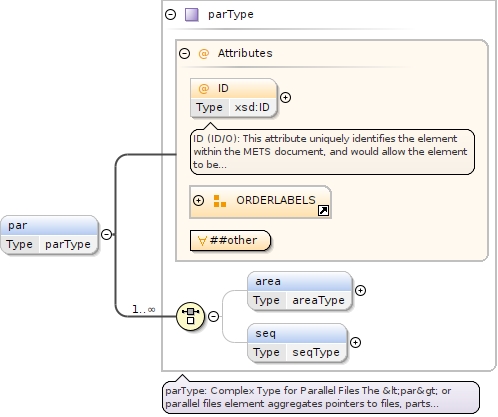 parType
Attributes
@ ID
Type xsd:ID
ID (ID/O): This attribute uniquely identifies the element
within the METS document, and would allow the element
to be...
ORDERLABELS
∀ ##other
par
Type parType
1..∞
area
Type areaType
seq
Type seqType
parType: Complex Type for Parallel Files The &lt;par&gt; or
parallel files element aggregates pointers to files, parts...